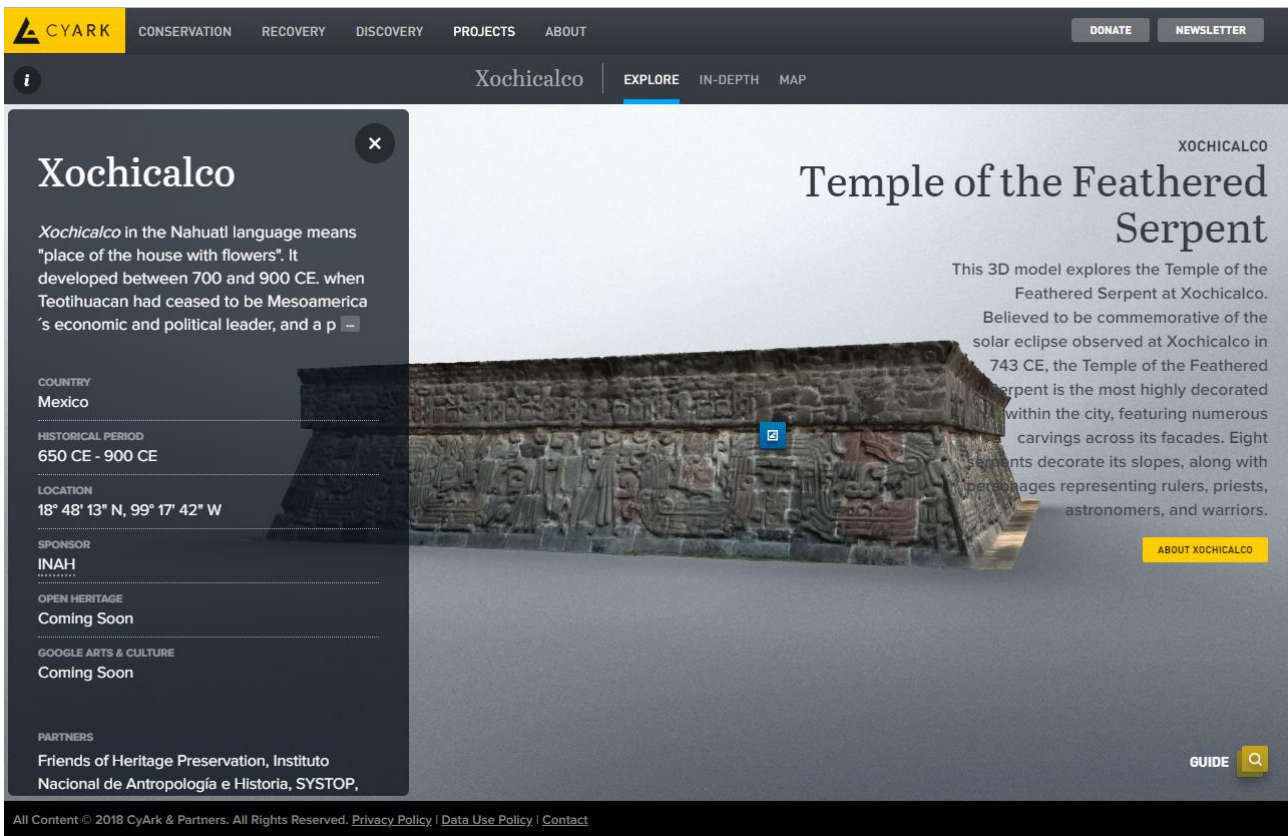 CYARK
CONSERVATION
RECOVERY
DISCOVERY
PROJECTS
ABOUT
DONATE
NEWSLETTER
i
Xochicalco
EXPLORE
IN-DEPTH
MAP
Xochicalco
Xochicalco in the Nahuatl language means
"place of the house with flowers". It
developed between 700 and 900 CE. when
Teotihuacan had ceased to be Mesoamerica
´s economic and political leader, and a p ...
COUNTRY
Mexico
HISTORICAL PERIOD
650 CE - 900 CE
LOCATION
18° 48' 13" N, 99° 17' 42" W
SPONSOR
INAH
OPEN HERITAGE
Coming Soon
GOOGLE ARTS & CULTURE
Coming Soon
PARTNERS
Friends of Heritage Preservation, Instituto
Nacional de Antropología e Historia, SYSTOP,
XOCHICALCO
Temple of the Feathered
Serpent
This 3D model explores the Temple of the
Feathered Serpent at Xochicalco.
Believed to be commemorative of the
solar eclipse observed at Xochicalco in
743 CE, the Temple of the Feathered
Serpent is the most highly decorated
within the city, featuring numerous
carvings across its facades. Eight
serpents decorate its slopes, along with
personages representing rulers, priests,
astronomers, and warriors.
ABOUT XOCHICALCO
GUIDE
All Content © 2018 CyArk & Partners. All Rights Reserved. Privacy Policy | Data Use Policy | Contact